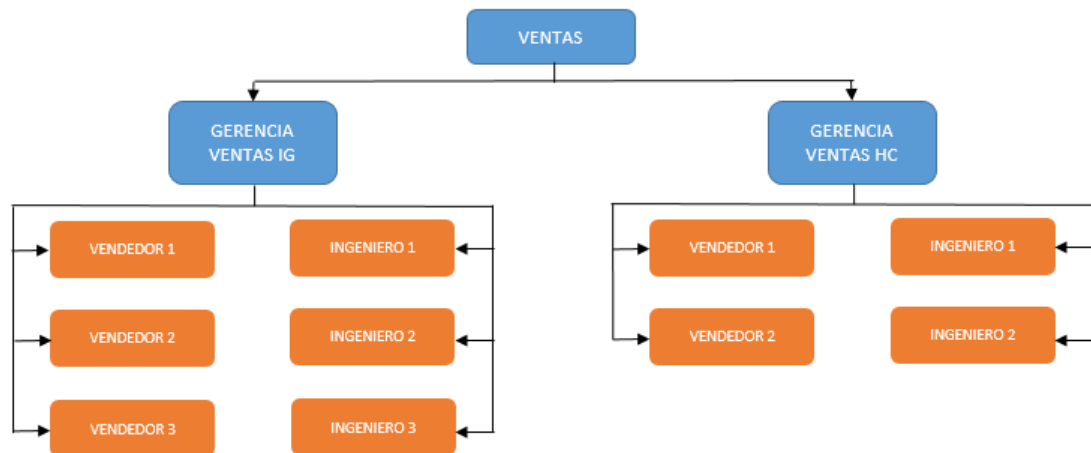 VENTAS
GERENCIA
VENTAS IG
GERENCIA
VENTAS HC
VENDEDOR 1
INGENIERO 1
VENDEDOR 2
INGENIERO 2
VENDEDOR 3
INGENIERO 3
VENDEDOR 1
INGENIERO 1
VENDEDOR 2
INGENIERO 2